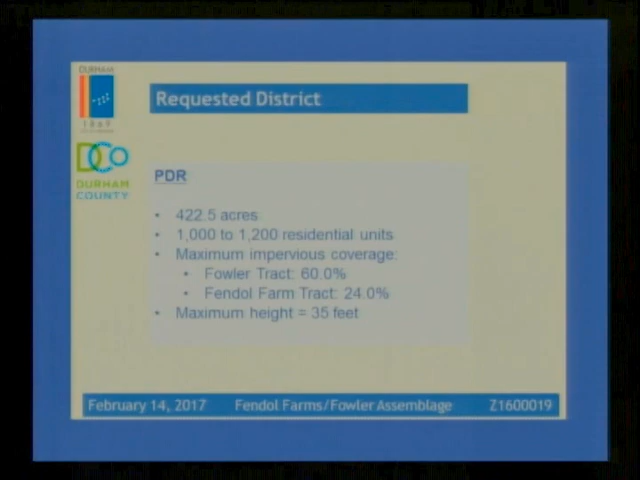 DURHAM
1869
DCo
DURHAM
COUNTY
Requested District
PDR
• 422.5 acres
• 1,000 to 1,200 residential units
• Maximum impervious coverage:
• Fowler Tract: 60.0%
• Fendol Farm Tract: 24.0%
• Maximum height = 35 feet
February 14, 2017 Fendol Farms/Fowler Assemblage Z1600019